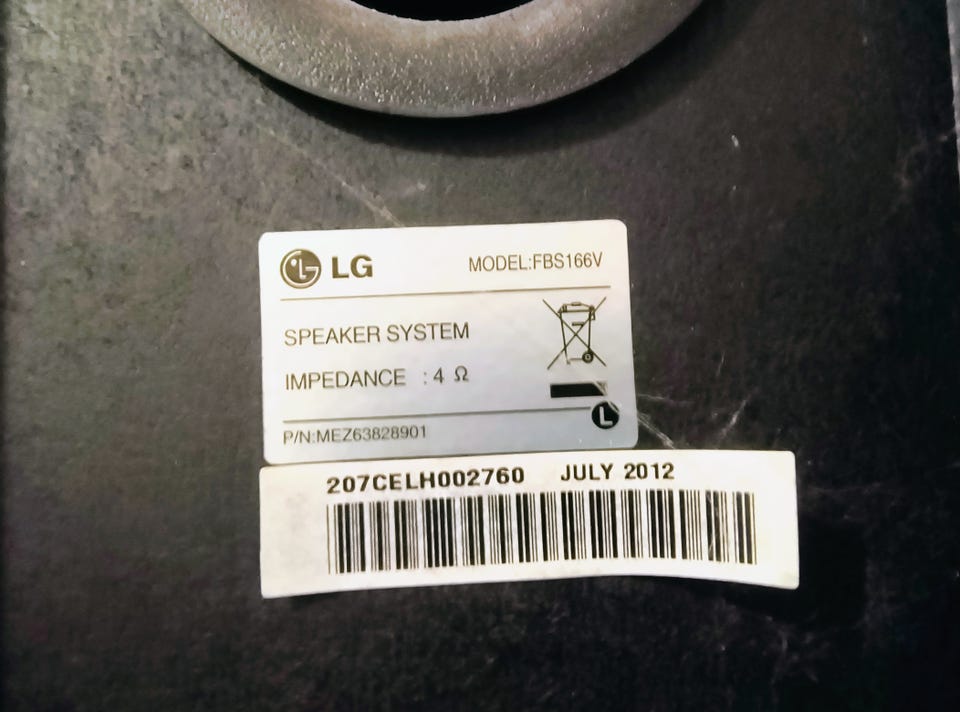 LG MODEL:FBS166V
SPEAKER SYSTEM
IMPEDANCE : 4 Ω
L
P/N:MEZ63828901
207CELH002760 JULY 2012